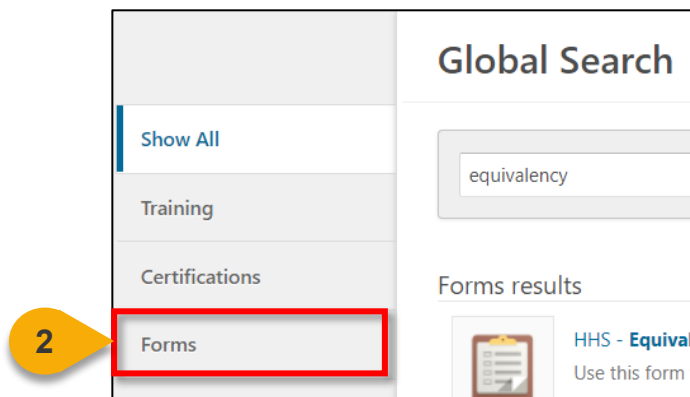 Global Search
Show All
Training
Certifications
Forms
2
equivalency
Forms results
HHS - Equival
Use this form